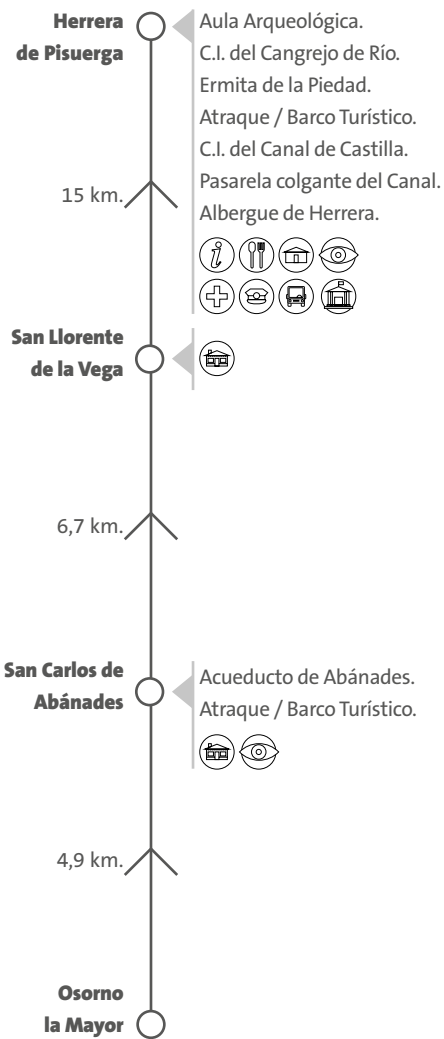 Herrera
de Pisuerga
Aula Arqueológica.
C.I. del Cangrejo de Río.
Ermita de la Piedad.
Atraque / Barco Turístico.
C.I. del Canal de Castilla.
Pasarela colgante del Canal.
Albergue de Herrera.
i
15 km.
San Llorente
de la Vega
6,7 km.
San Carlos de
Abánades
Acueducto de Abánades.
Atraque / Barco Turístico.
4,9 km.
Osorno
la Mayor